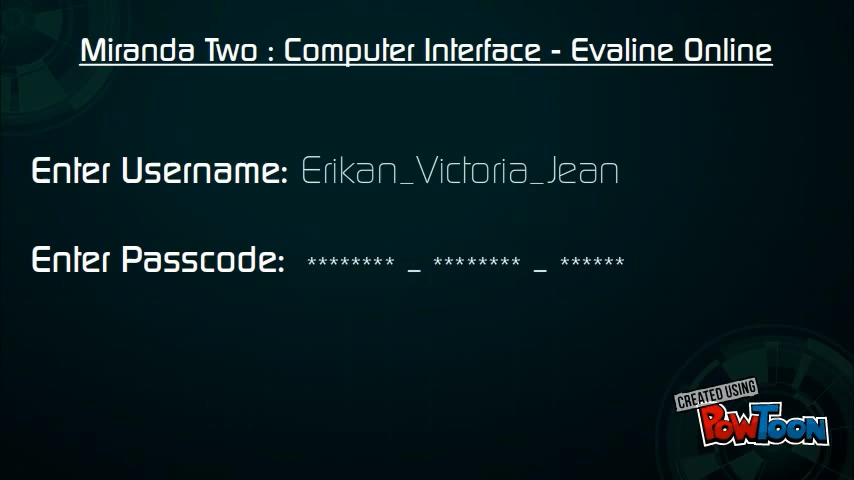 Miranda Two : Computer Interface - Evaline Online
Enter Username: Erikan_Victoria_Jean
Enter Passcode: ******** _ ******** _ ******
CREATED USING
POWTOON